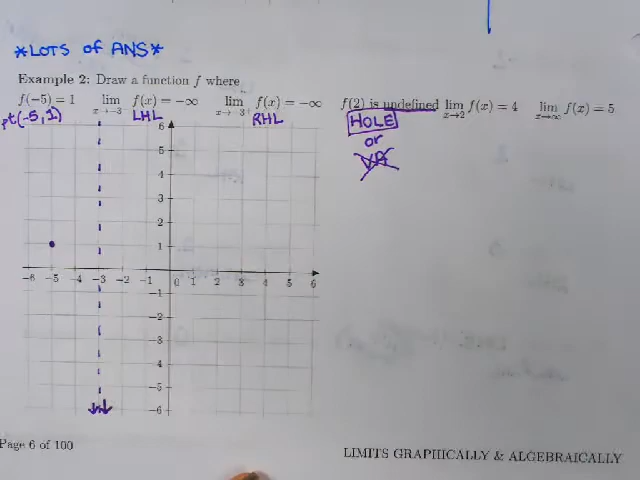 *LOTS of ANS*
Example 2: Draw a function f where
f(−5) = 1 lim x→−3⁻ f(x) = −∞ lim x→−3⁺ f(x) = −∞ f(2) is undefined lim x→2 f(x) = 4 lim x→∞ f(x) = 5
pt(-5, 1) LHL RHL HOLE
or
VA
6
5
4
3
2
1
−6 −5 −4 −3 −2 −1 0 1 2 3 4 5 6
−1
−2
−3
−4
−5
−6
Page 6 of 100
LIMITS GRAPHICALLY & ALGEBRAICALLY